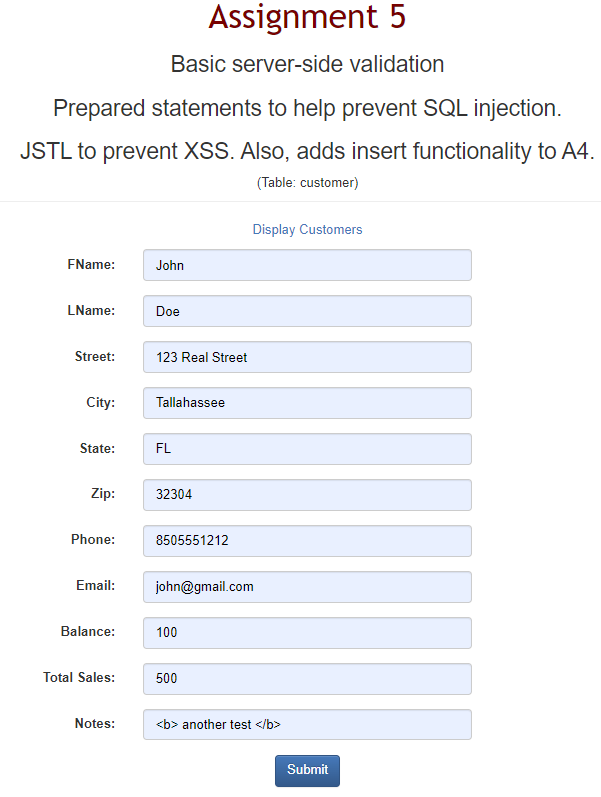 Assignment 5
Basic server-side validation
Prepared statements to help prevent SQL injection.
JSTL to prevent XSS. Also, adds insert functionality to A4.
(Table: customer)
Display Customers
FName: John
LName: Doe
Street: 123 Real Street
City: Tallahassee
State: FL
Zip: 32304
Phone: 8505551212
Email: john@gmail.com
Balance: 100
Total Sales: 500
Notes: <b> another test </b>
Submit